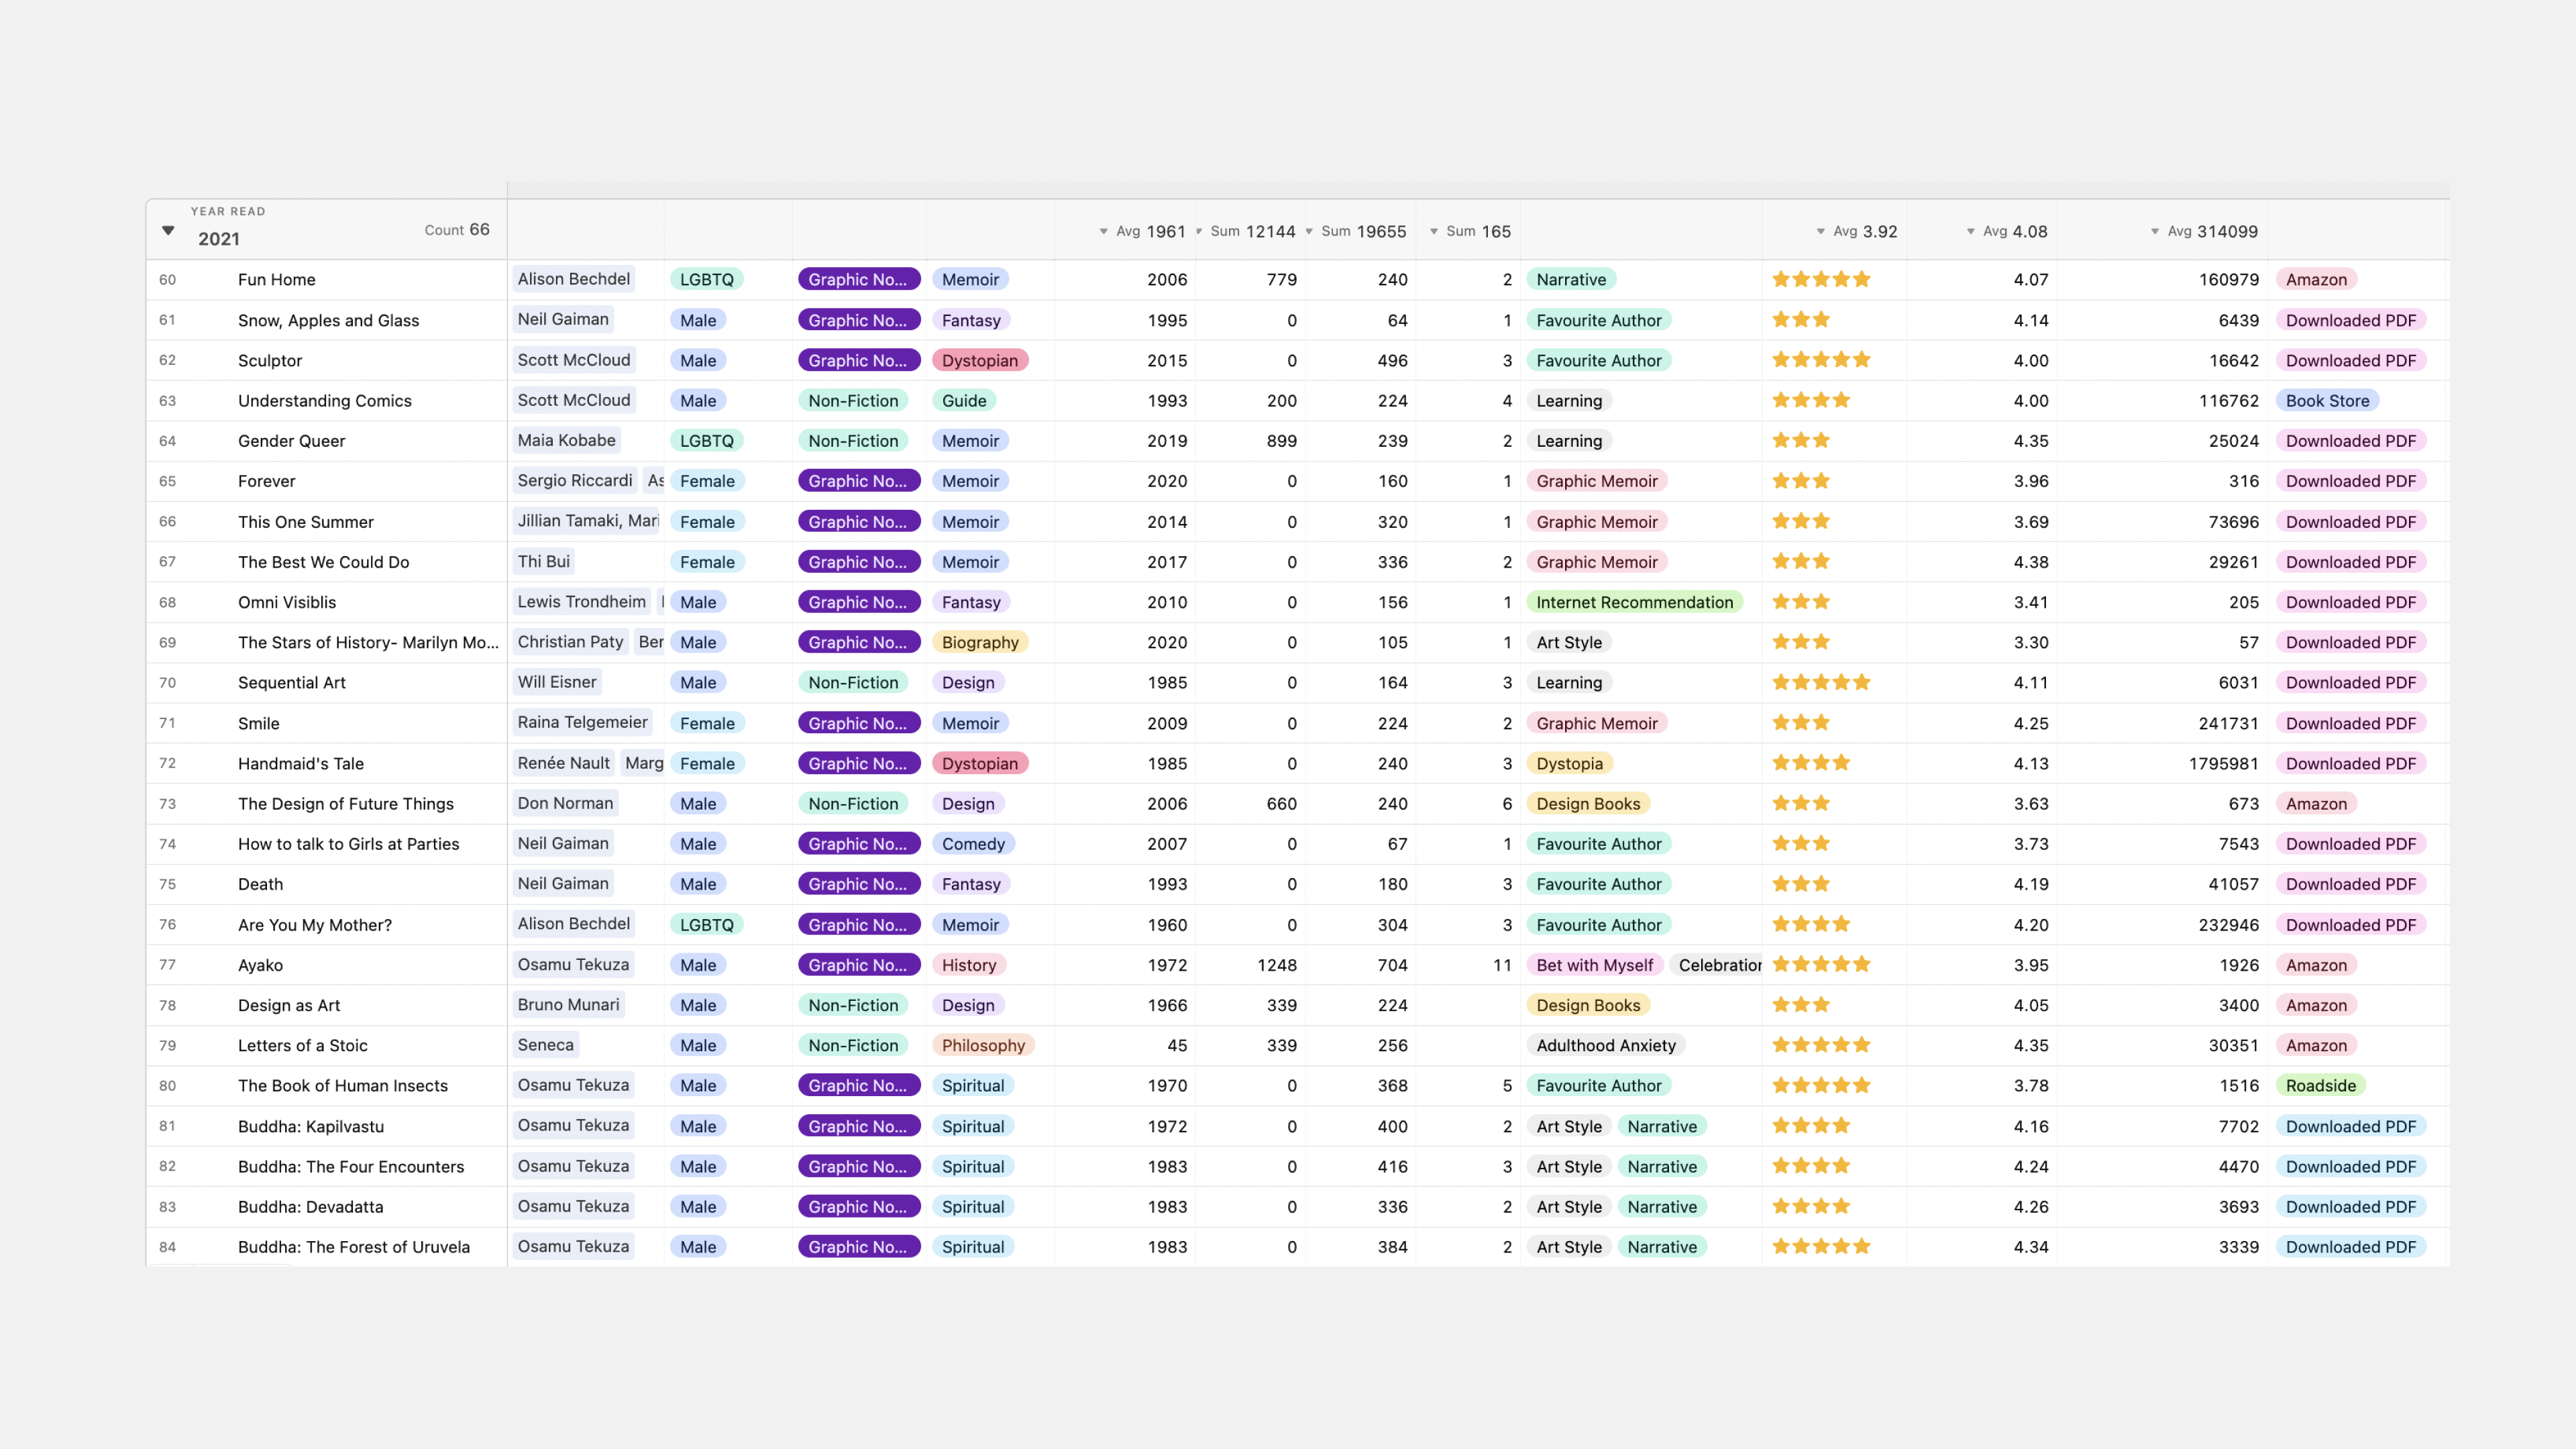 YEAR READ
2021 Count 66 Avg 1961 Sum 12144 Sum 19655 Sum 165 Avg 3.92 Avg 4.08 Avg 314099
60 Fun Home Alison Bechdel LGBTQ Graphic No... Memoir 2006 779 240 2 Narrative 4.07 160979 Amazon
61 Snow, Apples and Glass Neil Gaiman Male Graphic No... Fantasy 1995 0 64 1 Favourite Author 4.14 6439 Downloaded PDF
62 Sculptor Scott McCloud Male Graphic No... Dystopian 2015 0 496 3 Favourite Author 4.00 16642 Downloaded PDF
63 Understanding Comics Scott McCloud Male Non-Fiction Guide 1993 200 224 4 Learning 4.00 116762 Book Store
64 Gender Queer Maia Kobabe LGBTQ Non-Fiction Memoir 2019 899 239 2 Learning 4.35 25024 Downloaded PDF
65 Forever Sergio Riccardi As Female Graphic No... Memoir 2020 0 160 1 Graphic Memoir 3.96 316 Downloaded PDF
66 This One Summer Jillian Tamaki, Mari Female Graphic No... Memoir 2014 0 320 1 Graphic Memoir 3.69 73696 Downloaded PDF
67 The Best We Could Do Thi Bui Female Graphic No... Memoir 2017 0 336 2 Graphic Memoir 4.38 29261 Downloaded PDF
68 Omni Visiblis Lewis Trondheim Male Graphic No... Fantasy 2010 0 156 1 Internet Recommendation 3.41 205 Downloaded PDF
69 The Stars of History- Marilyn Mo... Christian Paty Ber Male Graphic No... Biography 2020 0 105 1 Art Style 3.30 57 Downloaded PDF
70 Sequential Art Will Eisner Male Non-Fiction Design 1985 0 164 3 Learning 4.11 6031 Downloaded PDF
71 Smile Raina Telgemeier Female Graphic No... Memoir 2009 0 224 2 Graphic Memoir 4.25 241731 Downloaded PDF
72 Handmaid's Tale Renée Nault Marg Female Graphic No... Dystopian 1985 0 240 3 Dystopia 4.13 1795981 Downloaded PDF
73 The Design of Future Things Don Norman Male Non-Fiction Design 2006 660 240 6 Design Books 3.63 673 Amazon
74 How to talk to Girls at Parties Neil Gaiman Male Graphic No... Comedy 2007 0 67 1 Favourite Author 3.73 7543 Downloaded PDF
75 Death Neil Gaiman Male Graphic No... Fantasy 1993 0 180 3 Favourite Author 4.19 41057 Downloaded PDF
76 Are You My Mother? Alison Bechdel LGBTQ Graphic No... Memoir 1960 0 304 3 Favourite Author 4.20 232946 Downloaded PDF
77 Ayako Osamu Tekuza Male Graphic No... History 1972 1248 704 11 Bet with Myself Celebration 3.95 1926 Amazon
78 Design as Art Bruno Munari Male Non-Fiction Design 1966 339 224 Design Books 4.05 3400 Amazon
79 Letters of a Stoic Seneca Male Non-Fiction Philosophy 45 339 256 Adulthood Anxiety 4.35 30351 Amazon
80 The Book of Human Insects Osamu Tekuza Male Graphic No... Spiritual 1970 0 368 5 Favourite Author 3.78 1516 Roadside
81 Buddha: Kapilvastu Osamu Tekuza Male Graphic No... Spiritual 1972 0 400 2 Art Style Narrative 4.16 7702 Downloaded PDF
82 Buddha: The Four Encounters Osamu Tekuza Male Graphic No... Spiritual 1983 0 416 3 Art Style Narrative 4.24 4470 Downloaded PDF
83 Buddha: Devadatta Osamu Tekuza Male Graphic No... Spiritual 1983 0 336 2 Art Style Narrative 4.26 3693 Downloaded PDF
84 Buddha: The Forest of Uruvela Osamu Tekuza Male Graphic No... Spiritual 1983 0 384 2 Art Style Narrative 4.34 3339 Downloaded PDF